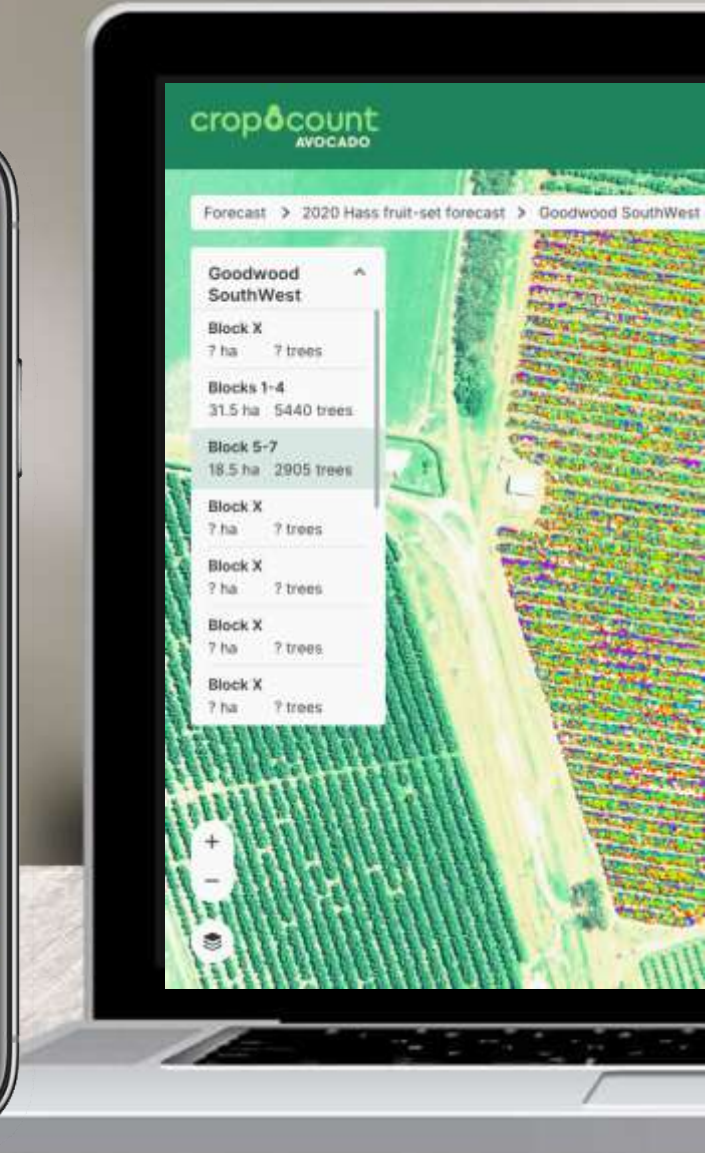 crop count
AVOCADO
Forecast > 2020 Hass fruit-set forecast > Goodwood SouthWest
Goodwood
SouthWest
Block X
? ha ? trees
Blocks 1-4
31.5 ha 5440 trees
Block 5-7
18.5 ha 2905 trees
Block X
? ha ? trees
Block X
? ha ? trees
Block X
? ha ? trees
Block X
? ha ? trees